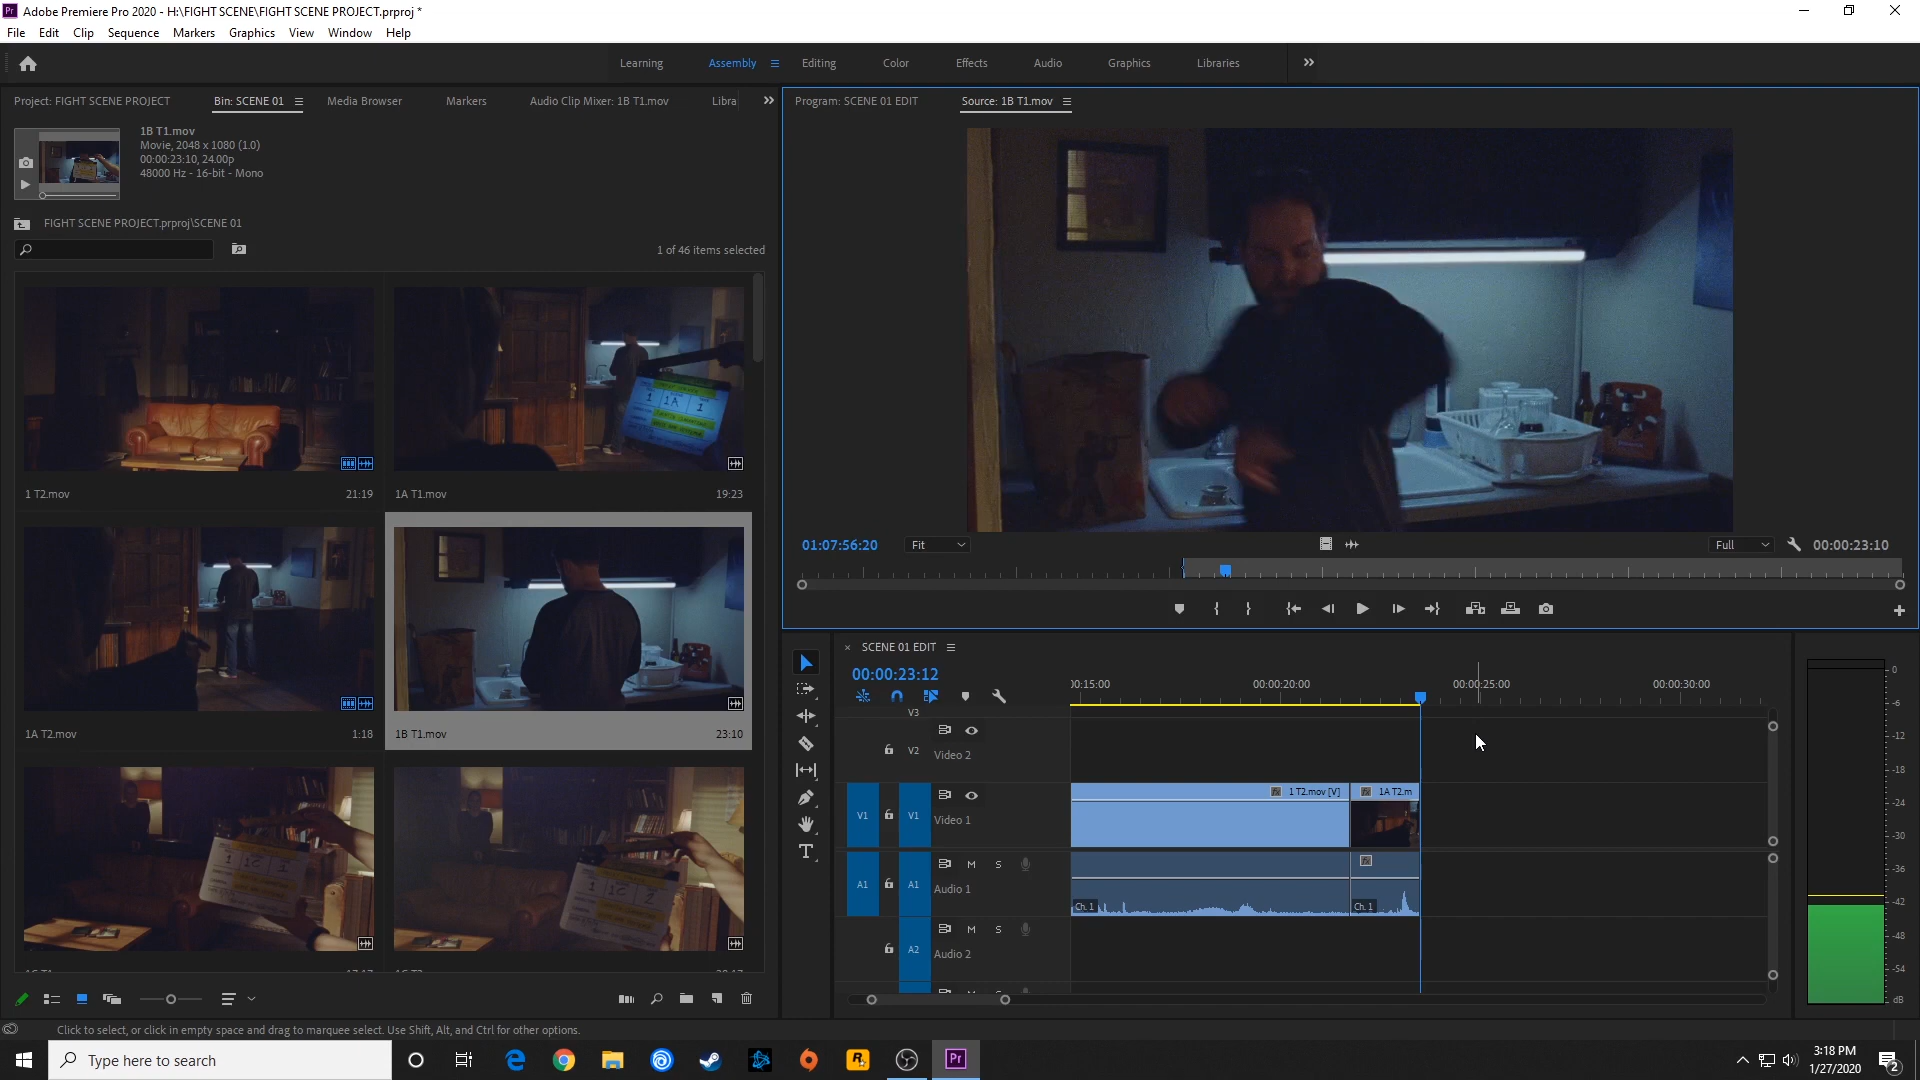 Adobe Premiere Pro 2020 - H:\FIGHT SCENE\FIGHT SCENE PROJECT.prproj *
File Edit Clip Sequence Markers Graphics View Window Help
Learning Assembly Editing Color Effects Audio Graphics Libraries
Project: FIGHT SCENE PROJECT Bin: SCENE 01 Media Browser Markers Audio Clip Mixer: 1B T1.mov Libra
1B T1.mov
Movie, 2048 x 1080 (1.0)
00:00:23:10, 24.00p
48000 Hz - 16-bit - Mono
FIGHT SCENE PROJECT.prproj\SCENE 01
1 of 46 items selected
1 1A 1
1 T2.mov 21:19
1A T1.mov 19:23
1A T2.mov 1:18
1B T1.mov 23:10
Program: SCENE 01 EDIT Source: 1B T1.mov
01:07:56:20 Fit Full 00:00:23:10
SCENE 01 EDIT
00:00:23:12
00:15:00 00:00:20:00 00:00:25:00 00:00:30:00
V3
V2 Video 2
V1 V1 Video 1
1 T2.mov [V] 1A T2.m
A1 A1 M S Audio 1
Ch. 1 Ch. 1
A2 M S Audio 2
0
-6
-12
-18
-24
-30
-36
-42
-48
-54
dB
Click to select, or click in empty space and drag to marquee select. Use Shift, Alt, and Ctrl for other options.
Type here to search
Pr
3:18 PM
1/27/2020
2